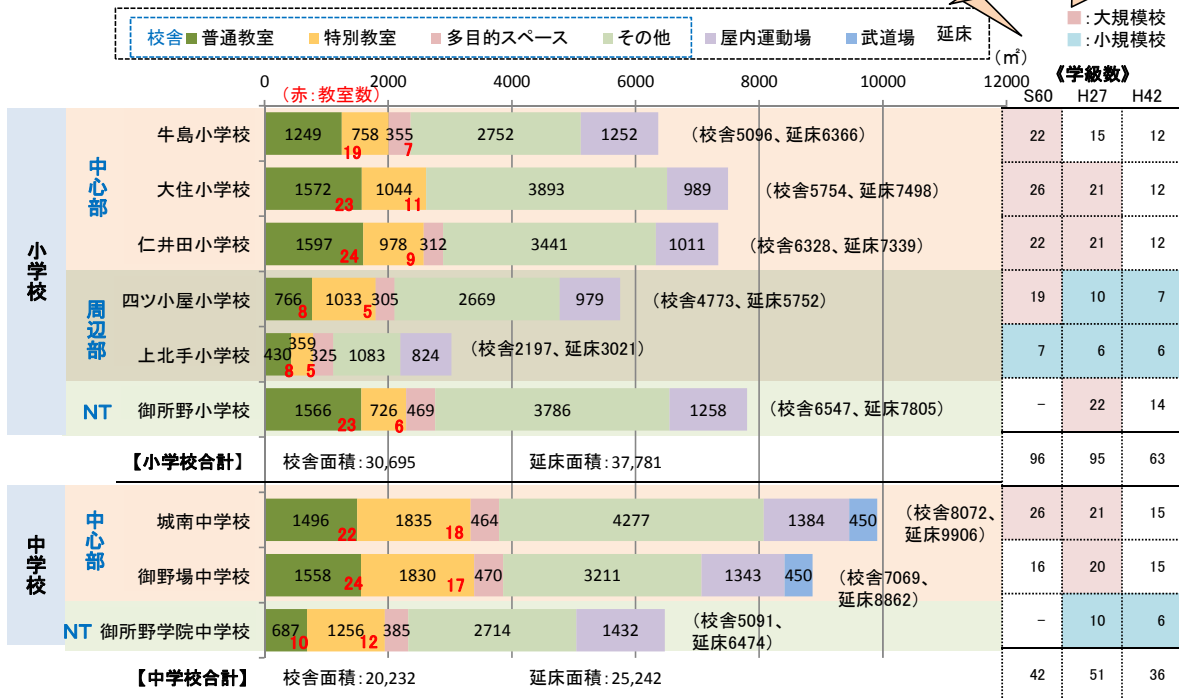 校舎 普通教室 特別教室 多目的スペース その他 屋内運動場 武道場 延床
:大規模校
:小規模校
(㎡)
0 2000 4000 6000 8000 10000 12000
(赤:教室数)
《学級数》
S60 H27 H42
小学校
中心部
牛島小学校 1249 758 355 2752 1252 (校舎5096、延床6366) 22 15 12
19 7
大住小学校 1572 1044 3893 989 (校舎5754、延床7498) 26 21 12
23 11
仁井田小学校 1597 978 312 3441 1011 (校舎6328、延床7339) 22 21 12
24 9
周辺部
四ツ小屋小学校 766 1033 305 2669 979 (校舎4773、延床5752) 19 10 7
8 5
上北手小学校 430 359 325 1083 824 (校舎2197、延床3021) 7 6 6
8 5
NT
御所野小学校 1566 726 469 3786 1258 (校舎6547、延床7805) - 22 14
23 6
【小学校合計】 校舎面積:30,695 延床面積:37,781 96 95 63
中学校
中心部
城南中学校 1496 1835 464 4277 1384 450 (校舎8072、 26 21 15
22 18 延床9906)
御野場中学校 1558 1830 470 3211 1343 450 (校舎7069、 16 20 15
24 17 延床8862)
NT
御所野学院中学校 687 1256 385 2714 1432 (校舎5091、 - 10 6
10 12 延床6474)
【中学校合計】 校舎面積:20,232 延床面積:25,242 42 51 36